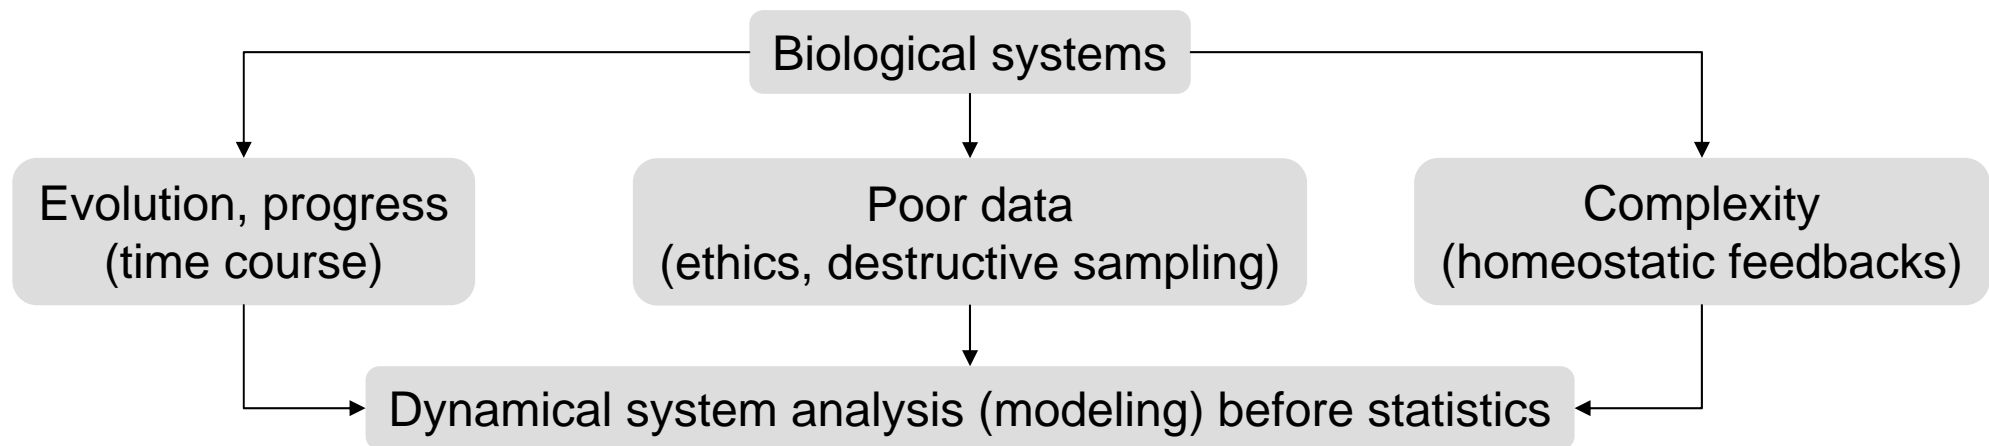 Biological systems
Evolution, progress
(time course)
Poor data
(ethics, destructive sampling)
Complexity
(homeostatic feedbacks)
Dynamical system analysis (modeling) before statistics